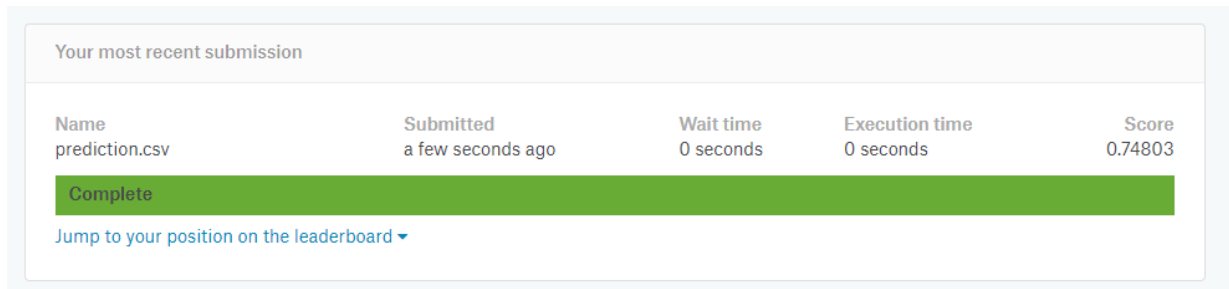 Your most recent submission
Name Submitted Wait time Execution time Score
prediction.csv a few seconds ago 0 seconds 0 seconds 0.74803
Complete
Jump to your position on the leaderboard